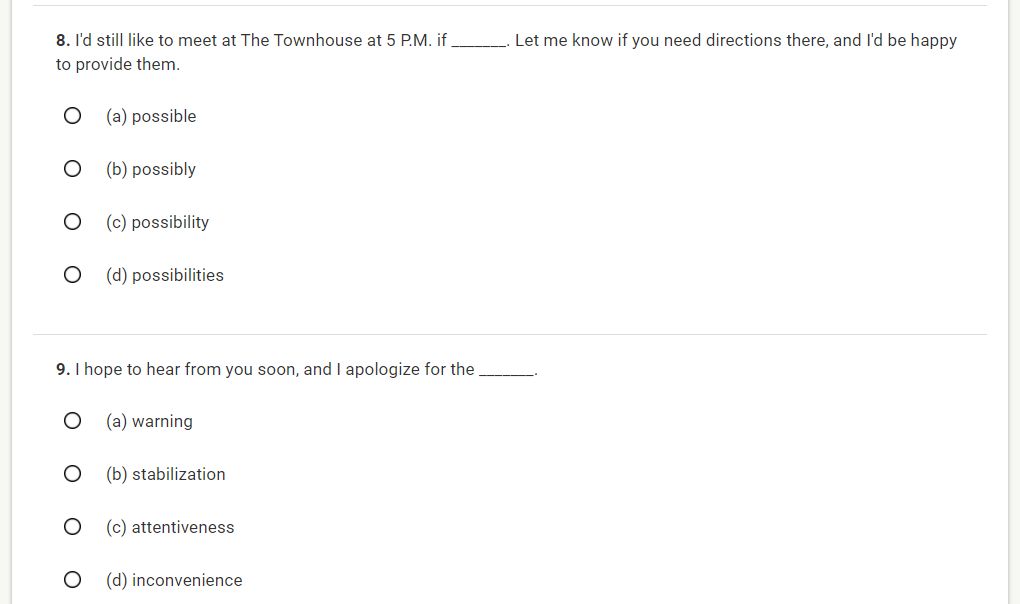 8. I'd still like to meet at The Townhouse at 5 P.M. if _______. Let me know if you need directions there, and I'd be happy
to provide them.
(a) possible
(b) possibly
(c) possibility
(d) possibilities
9. I hope to hear from you soon, and I apologize for the _______.
(a) warning
(b) stabilization
(c) attentiveness
(d) inconvenience